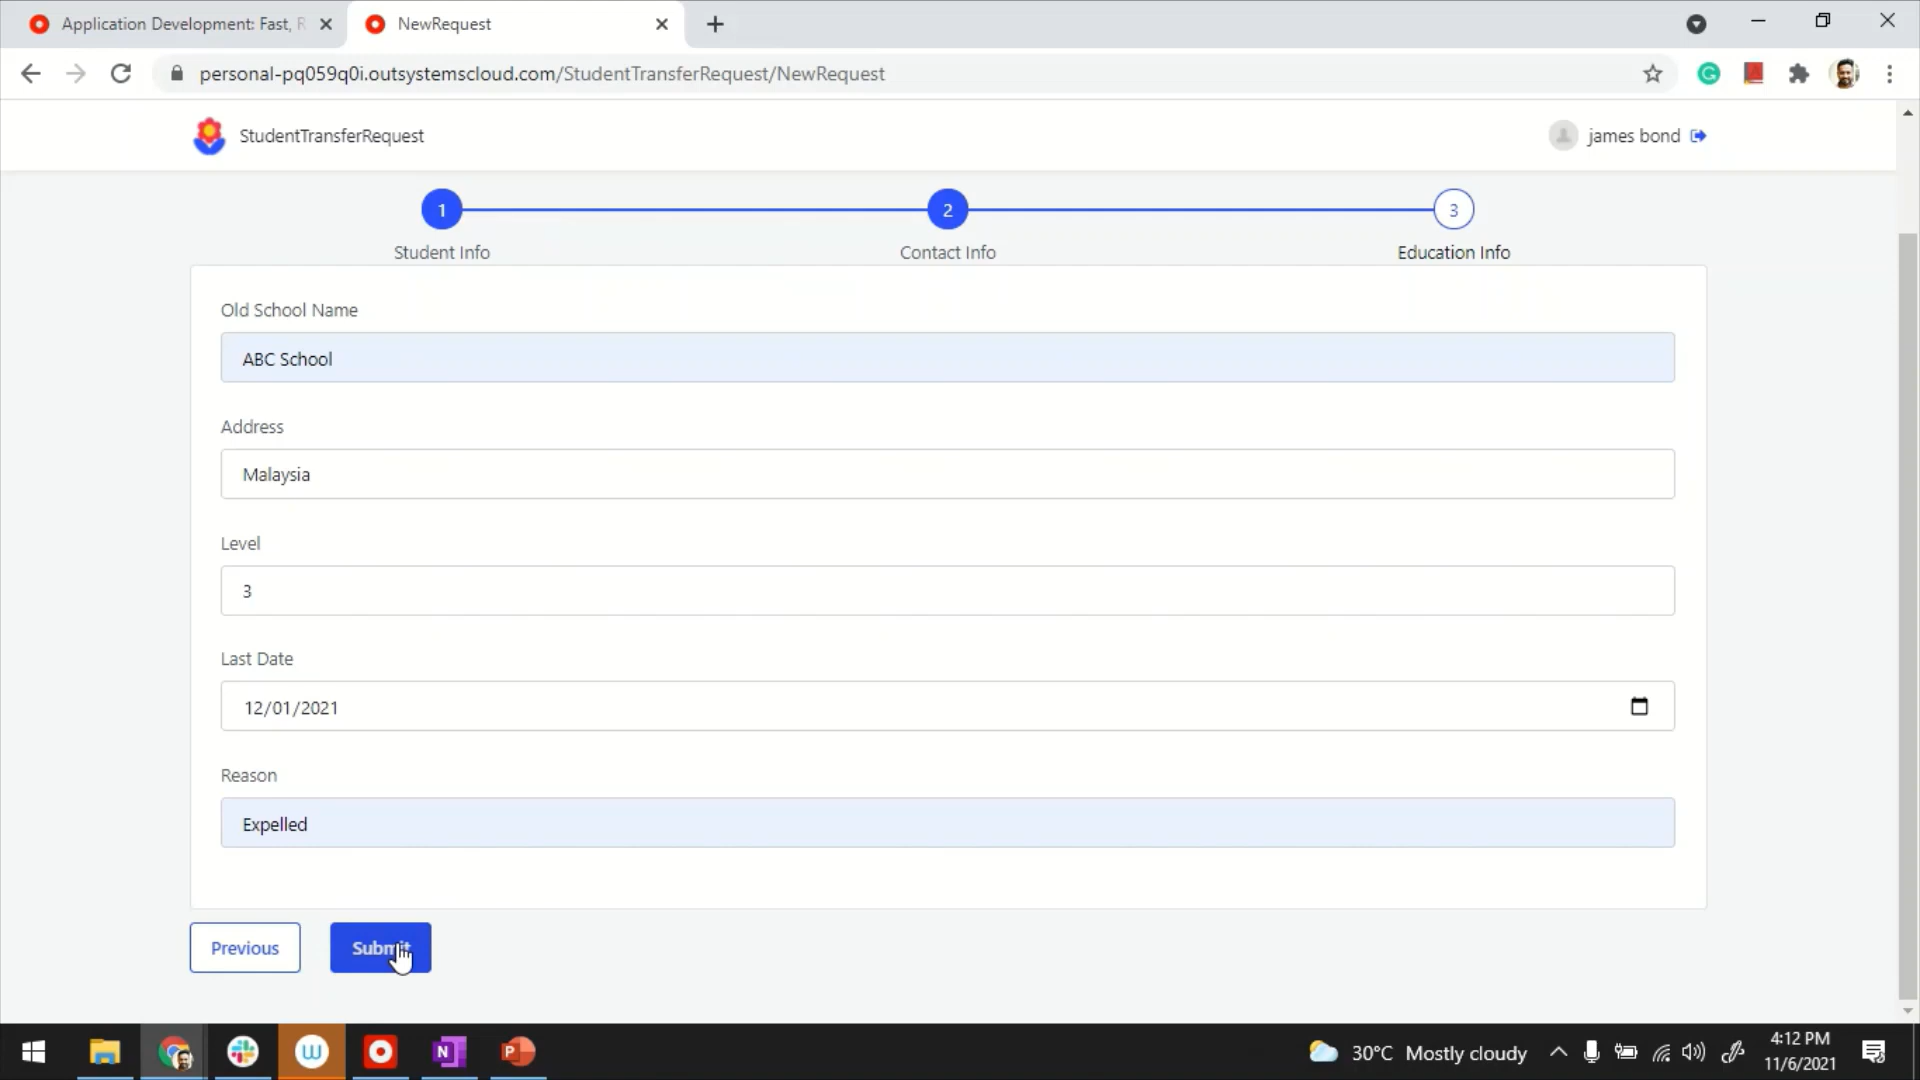 Application Development: Fast, R
NewRequest
personal-pq059q0i.outsystemscloud.com/StudentTransferRequest/NewRequest
StudentTransferRequest
james bond
1
2
3
Student Info
Contact Info
Education Info
Old School Name
ABC School
Address
Malaysia
Level
3
Last Date
12/01/2021
Reason
Expelled
Previous
Submit
30°C Mostly cloudy
4:12 PM
11/6/2021